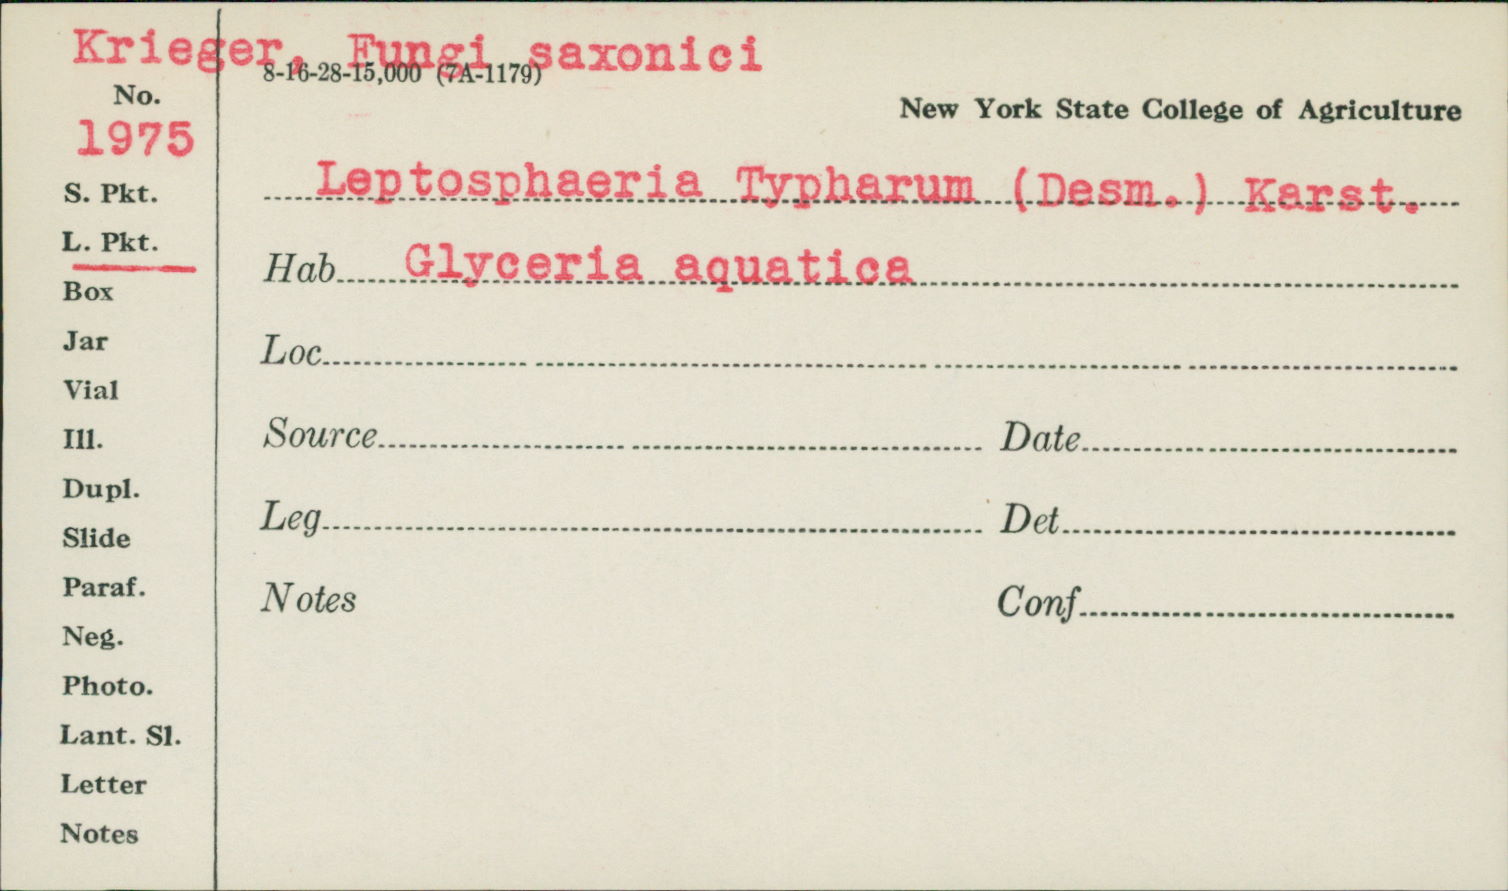 Krieger, Fungi saxonici
8-16-28-15,000 (7A-1179)
No.
New York State College of Agriculture
1975
Leptosphaeria Typharum (Desm.) Karst.
S. Pkt.
L. Pkt.
Hab. Glyceria aquatica
Box
Jar
Loc.
Vial
Ill.
Source Date
Dupl.
Leg. Det.
Slide
Paraf.
Notes Conf.
Neg.
Photo.
Lant. Sl.
Letter
Notes